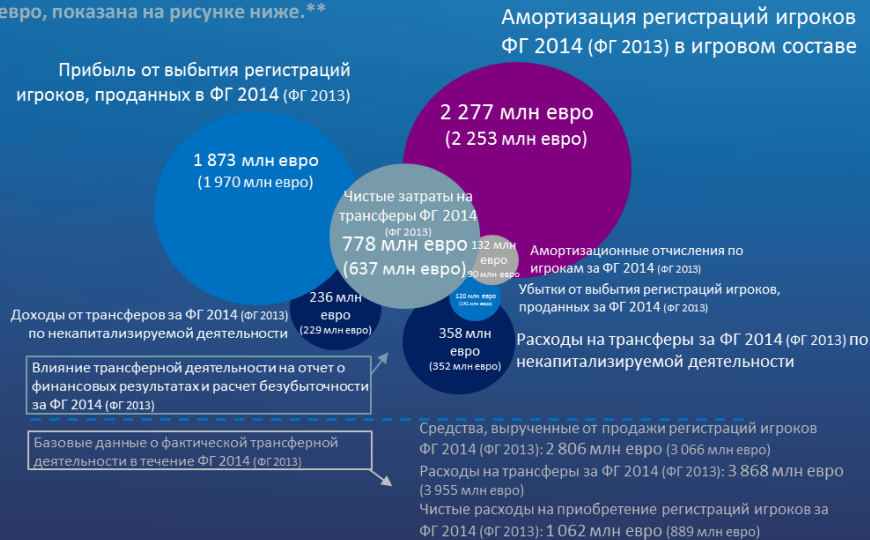 евро, показана на рисунке ниже.**
Амортизация регистраций игроков
ФГ 2014 (ФГ 2013) в игровом составе
Прибыль от выбытия регистраций
игроков, проданных в ФГ 2014 (ФГ 2013)
2 277 млн евро
(2 253 млн евро)
1 873 млн евро
(1 970 млн евро)
Чистые затраты на
трансферы ФГ 2014
(ФГ 2013)
778 млн евро
(637 млн евро)
132 млн
евро
90 млн евро
Амортизационные отчисления по
игрокам за ФГ 2014 (ФГ 2013)
120 млн евро
(141 млн евро)
Убытки от выбытия регистраций игроков,
проданных за ФГ 2014 (ФГ 2013)
236 млн
евро
(229 млн евро)
Доходы от трансферов за ФГ 2014 (ФГ 2013)
по некапитализируемой деятельности
358 млн
евро
(352 млн евро)
Расходы на трансферы за ФГ 2014 (ФГ 2013) по
некапитализируемой деятельности
Влияние трансферной деятельности на отчет о
финансовых результатах и расчет безубыточности
за ФГ 2014 (ФГ 2013)
Базовые данные о фактической трансферной
деятельности в течение ФГ 2014 (ФГ 2013)
Средства, вырученные от продажи регистраций игроков
ФГ 2014 (ФГ 2013): 2 806 млн евро (3 066 млн евро)
Расходы на трансферы за ФГ 2014 (ФГ 2013): 3 868 млн евро
(3 955 млн евро)
Чистые расходы на приобретение регистраций игроков за
ФГ 2014 (ФГ 2013): 1 062 млн евро (889 млн евро)